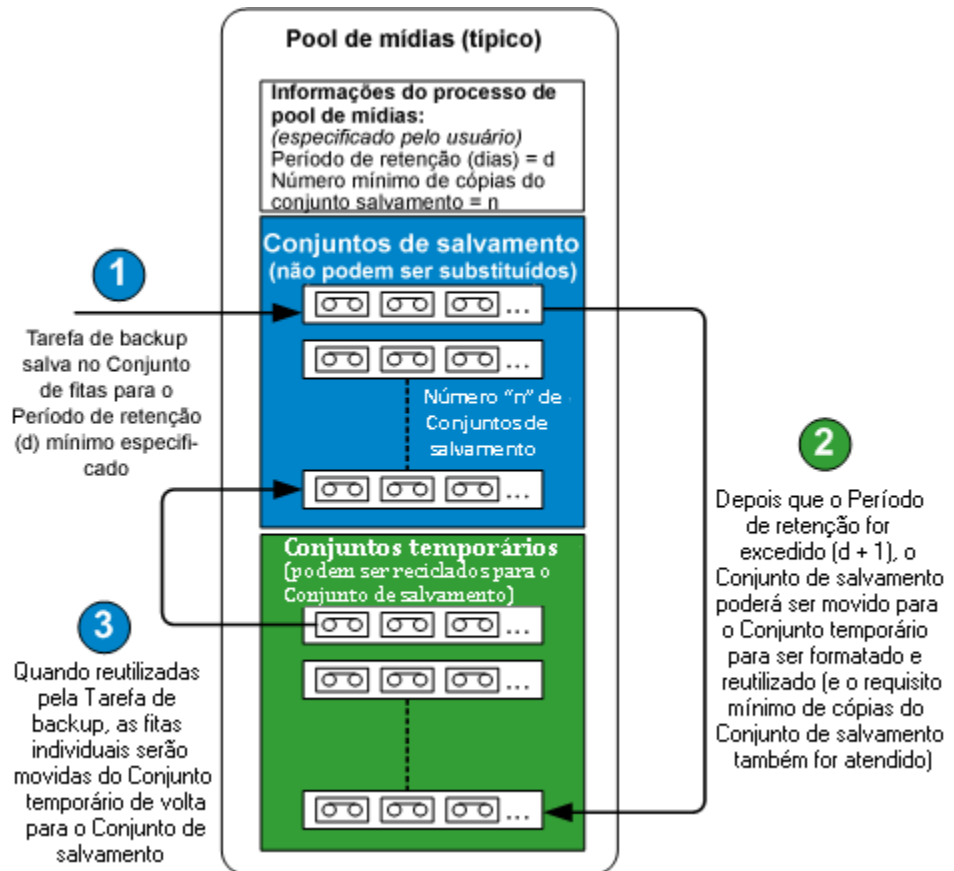 Pool de mídias (típico)
Informações do processo de
pool de mídias:
(especificado pelo usuário)
Período de retenção (dias) = d
Número mínimo de cópias do
conjunto salvamento = n
Conjuntos de salvamento
(não podem ser substituídos)
...
...
Número “n” de
Conjuntos de
salvamento
...
1
Tarefa de backup
salva no Conjunto
de fitas para o
Período de retenção
(d) mínimo especifi-
cado
2
Depois que o Período
de retenção for
excedido (d + 1), o
Conjunto de salvamento
poderá ser movido para
o Conjunto temporário
para ser formatado e
reutilizado (e o requisito
mínimo de cópias do
Conjunto de salvamento
também for atendido)
Conjuntos temporários
(podem ser reciclados para o
Conjunto de salvamento)
...
...
...
3
Quando reutilizadas
pela Tarefa de
backup, as fitas
individuais serão
movidas do Conjunto
temporário de volta
para o Conjunto de
salvamento